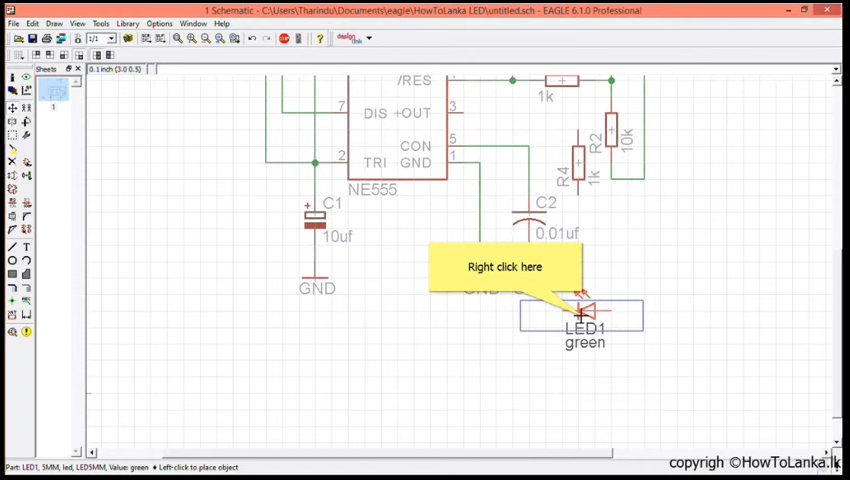 1 Schematic - C:\Users\Tharindu\Documents\eagle\HowToLanka LED\untitled.sch - EAGLE 6.1.0 Professional
File Edit Draw View Tools Library Options Window Help
1/1
design link
0.1 inch (3.0 0.5)
Sheets
1
/RES
1k
7
DIS +OUT
3
CON
5
2
TRI GND
1
NE555
R2
10k
R4
1k
C1
10uf
C2
0.01uf
Right click here
GND
LED1
green
Part: LED1, 5MM, led, LED5MM, Value: green ♦ Left-click to place object
copyrigh ©HowToLanka.lk